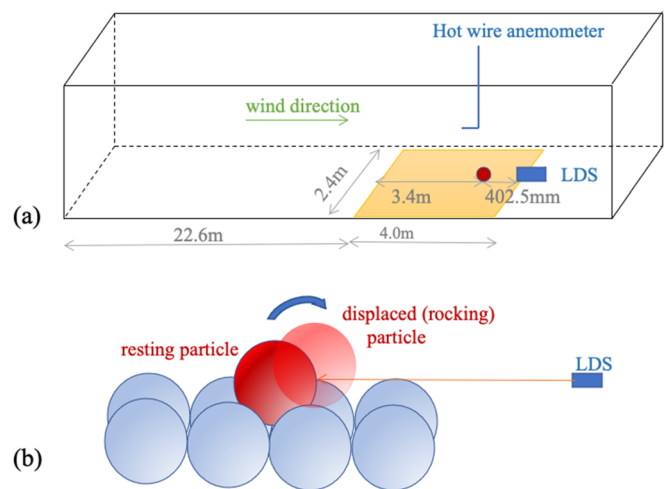 (a)
Hot wire anemometer
wind direction
2.4m
3.4m
LDS
402.5mm
22.6m
4.0m
(b)
displaced (rocking)
particle
resting particle
LDS